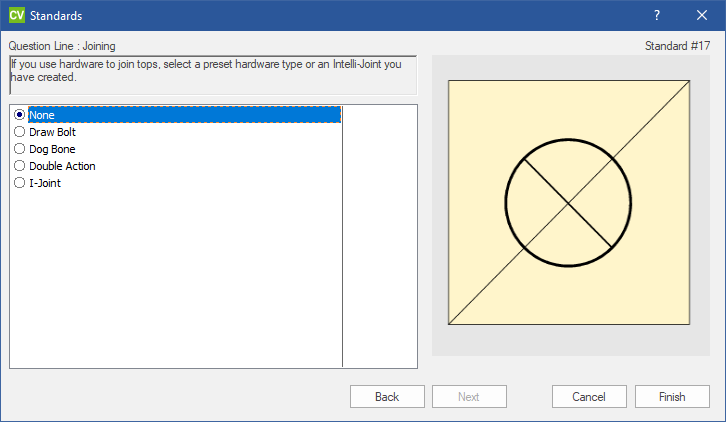 CV Standards ?
Question Line : Joining Standard #17
If you use hardware to join tops, select a preset hardware type or an Intelli-Joint you
have created.
None
Draw Bolt
Dog Bone
Double Action
I-Joint
Back Next Cancel Finish